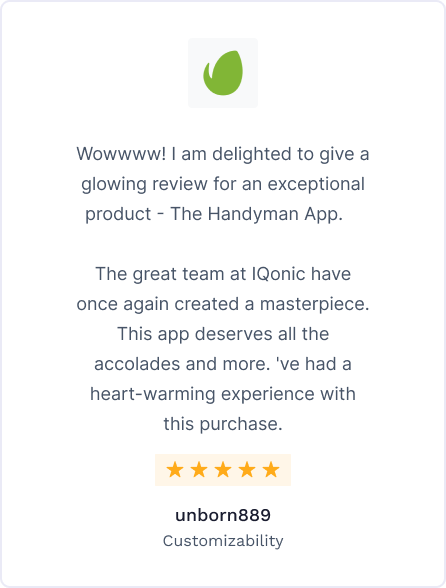 Wowwww! I am delighted to give a
glowing review for an exceptional
product - The Handyman App.
The great team at IQonic have
once again created a masterpiece.
This app deserves all the
accolades and more. 've had a
heart-warming experience with
this purchase.
unborn889
Customizability